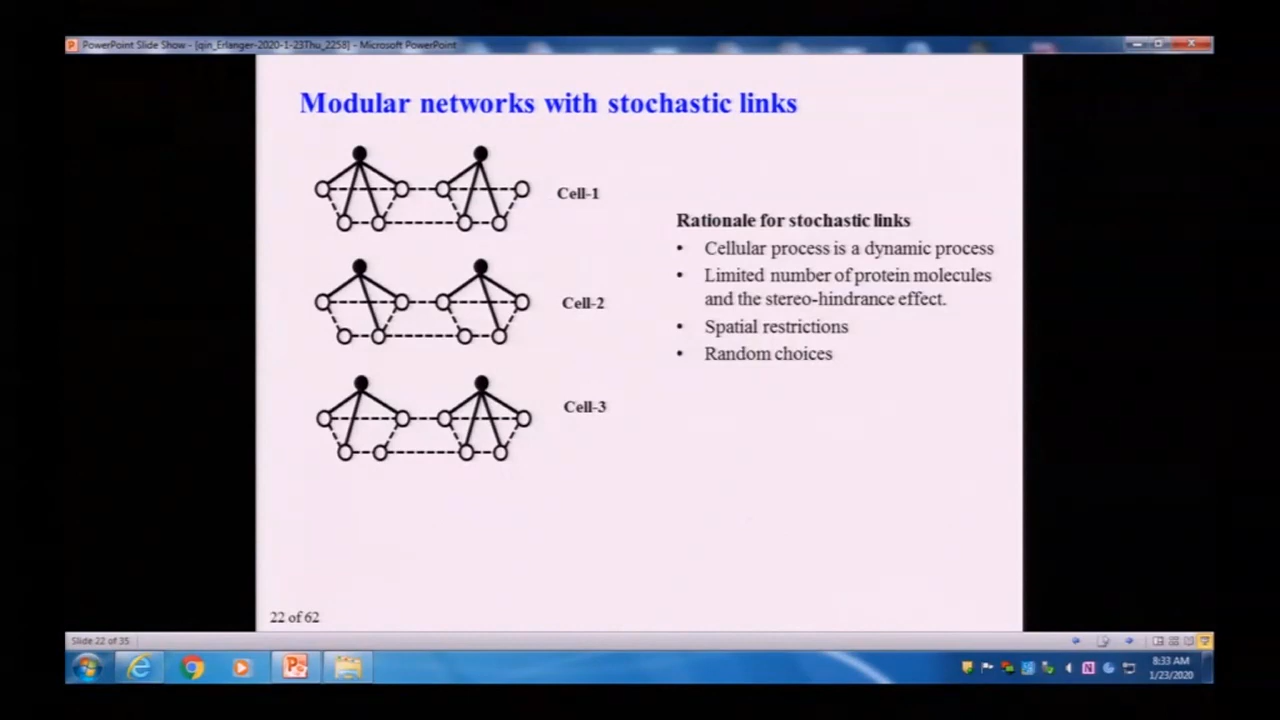 PowerPoint Slide Show - [qin_Erlanger-2020-1-23Thu_2258] - Microsoft PowerPoint
Modular networks with stochastic links
Cell-1
Cell-2
Cell-3
Rationale for stochastic links
• Cellular process is a dynamic process
• Limited number of protein molecules
and the stereo-hindrance effect.
• Spatial restrictions
• Random choices
22 of 62
Slide 22 of 35
8:33 AM
1/23/2020